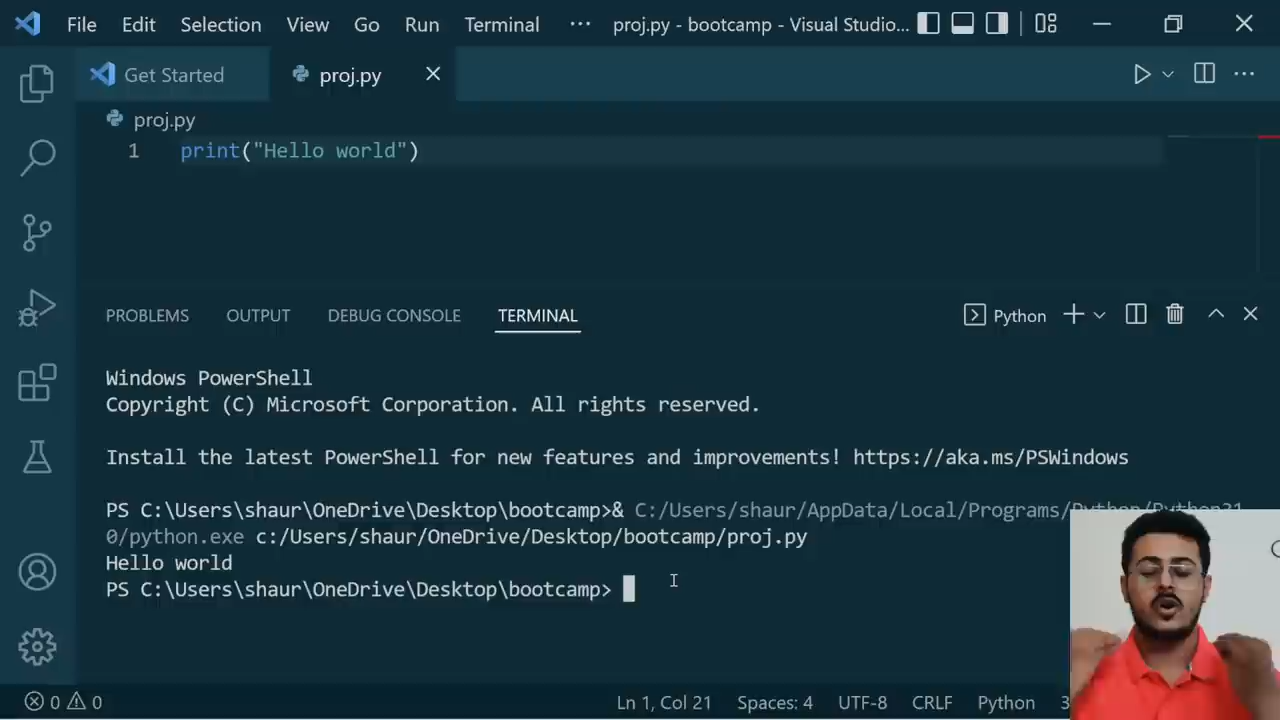 File Edit Selection View Go Run Terminal ··· proj.py - bootcamp - Visual Studio...
Get Started proj.py
proj.py
1 print("Hello world")
PROBLEMS OUTPUT DEBUG CONSOLE TERMINAL Python
Windows PowerShell
Copyright (C) Microsoft Corporation. All rights reserved.
Install the latest PowerShell for new features and improvements! https://aka.ms/PSWindows
PS C:\Users\shaur\OneDrive\Desktop\bootcamp>& C:/Users/shaur/AppData/Local/Programs/Python/Python31
0/python.exe c:/Users/shaur/OneDrive/Desktop/bootcamp/proj.py
Hello world
PS C:\Users\shaur\OneDrive\Desktop\bootcamp>
0 0 Ln 1, Col 21 Spaces: 4 UTF-8 CRLF Python 3